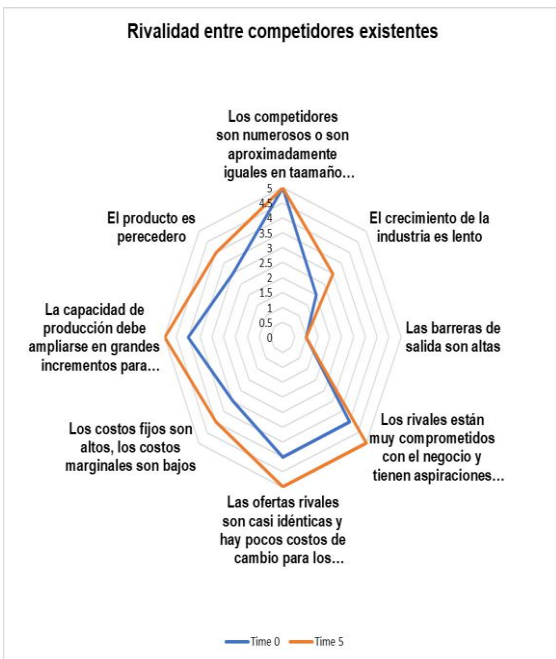 Rivalidad entre competidores existentes
Los competidores
son numerosos o son
aproximadamente
iguales en taamaño...
El crecimiento de la
industria es lento
Las barreras de
salida son altas
Los rivales están
muy comprometidos
con el negocio y
tienen aspiraciones...
Las ofertas rivales
son casi idénticas y
hay pocos costos de
cambio para los...
Los costos fijos son
altos, los costos
marginales son bajos
La capacidad de
producción debe
ampliarse en grandes
incrementos para...
El producto es
perecedero
5
4.5
4
3.5
3
2.5
2
1.5
1
0.5
0
Time 0
Time 5